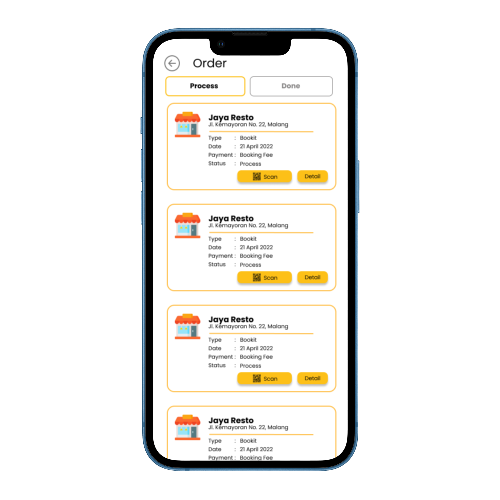 Order
Process Done
Jaya Resto
Jl. Kemayoran No. 22, Malang
Type : Bookit
Date : 21 April 2022
Payment : Booking Fee
Status : Process
Scan Detail
Jaya Resto
Jl. Kemayoran No. 22, Malang
Type : Bookit
Date : 21 April 2022
Payment : Booking Fee
Status : Process
Scan Detail
Jaya Resto
Jl. Kemayoran No. 22, Malang
Type : Bookit
Date : 21 April 2022
Payment : Booking Fee
Status : Process
Scan Detail
Jaya Resto
Jl. Kemayoran No. 22, Malang
Type : Bookit
Date : 21 April 2022
Payment : Booking Fee